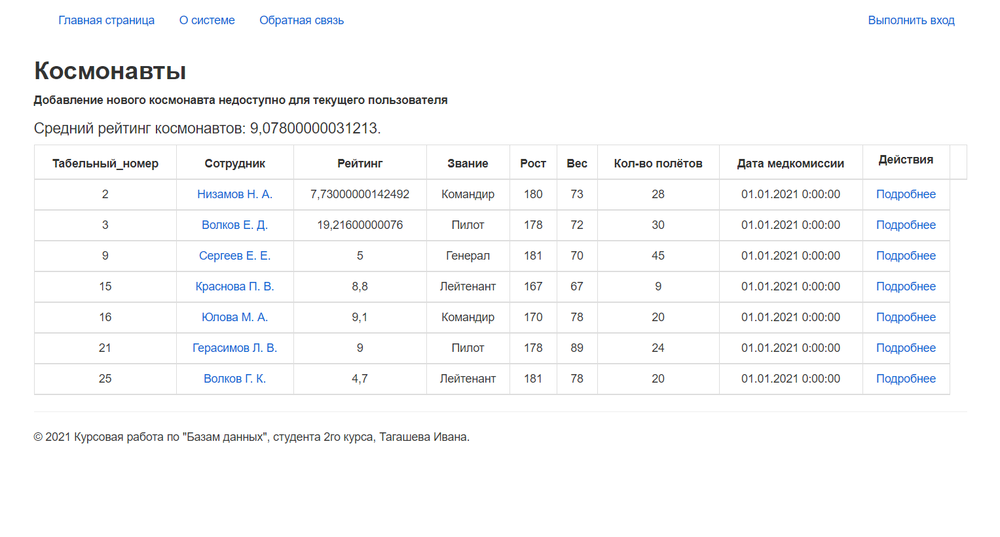 Главная страница О системе Обратная связь Выполнить вход
Космонавты
Добавление нового космонавта недоступно для текущего пользователя
Средний рейтинг космонавтов: 9,07800000031213.
Табельный_номер Сотрудник Рейтинг Звание Рост Вес Кол-во полётов Дата медкомиссии Действия
2 Низамов Н. А. 7,73000000142492 Командир 180 73 28 01.01.2021 0:00:00 Подробнее
3 Волков Е. Д. 19,21600000076 Пилот 178 72 30 01.01.2021 0:00:00 Подробнее
9 Сергеев Е. Е. 5 Генерал 181 70 45 01.01.2021 0:00:00 Подробнее
15 Краснова П. В. 8,8 Лейтенант 167 67 9 01.01.2021 0:00:00 Подробнее
16 Юлова М. А. 9,1 Командир 170 78 20 01.01.2021 0:00:00 Подробнее
21 Герасимов Л. В. 9 Пилот 178 89 24 01.01.2021 0:00:00 Подробнее
25 Волков Г. К. 4,7 Лейтенант 181 78 20 01.01.2021 0:00:00 Подробнее
© 2021 Курсовая работа по "Базам данных", студента 2го курса, Тагашева Ивана.